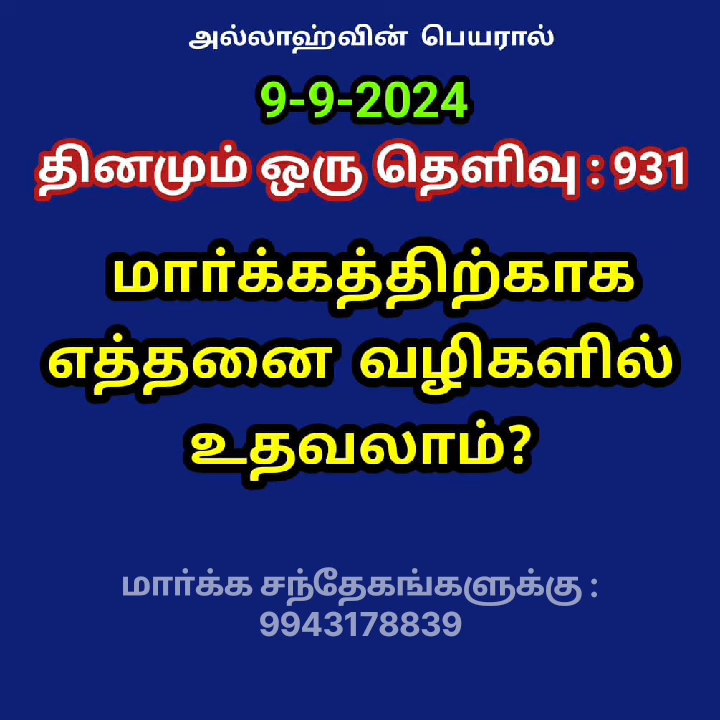 அல்லாஹ்வின் பெயரால்
9-9-2024
தினமும் ஒரு தெளிவு : 931
மார்க்கத்திற்காக
எத்தனை வழிகளில்
உதவலாம்?
மார்க்க சந்தேகங்களுக்கு :
9943178839